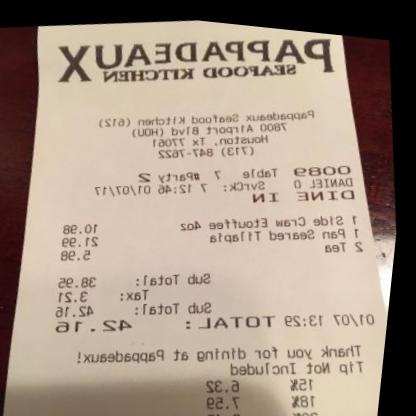 PAPPADEAUX
SEAFOOD KITCHEN
Pappadeaux Seafood Kitchen (612)
7800 Airport Blvd (HOU)
Houston, Tx 77061
(713) 847-7622
0089 Table 7 #Party 2
DANIEL O SvrCk: 7 12:46 01/07/17
DINE IN
1 Side Craw Etouffee 4oz 10.98
1 Pan Seared Tilapia 21.99
2 Tea 5.98
Sub Total: 38.95
Tax: 3.21
Sub Total: 42.16
01/07 13:29 TOTAL: 42.16
Thank you for dining at Pappadeaux!
Tip Not Included
15% 6.32
18% 7.59